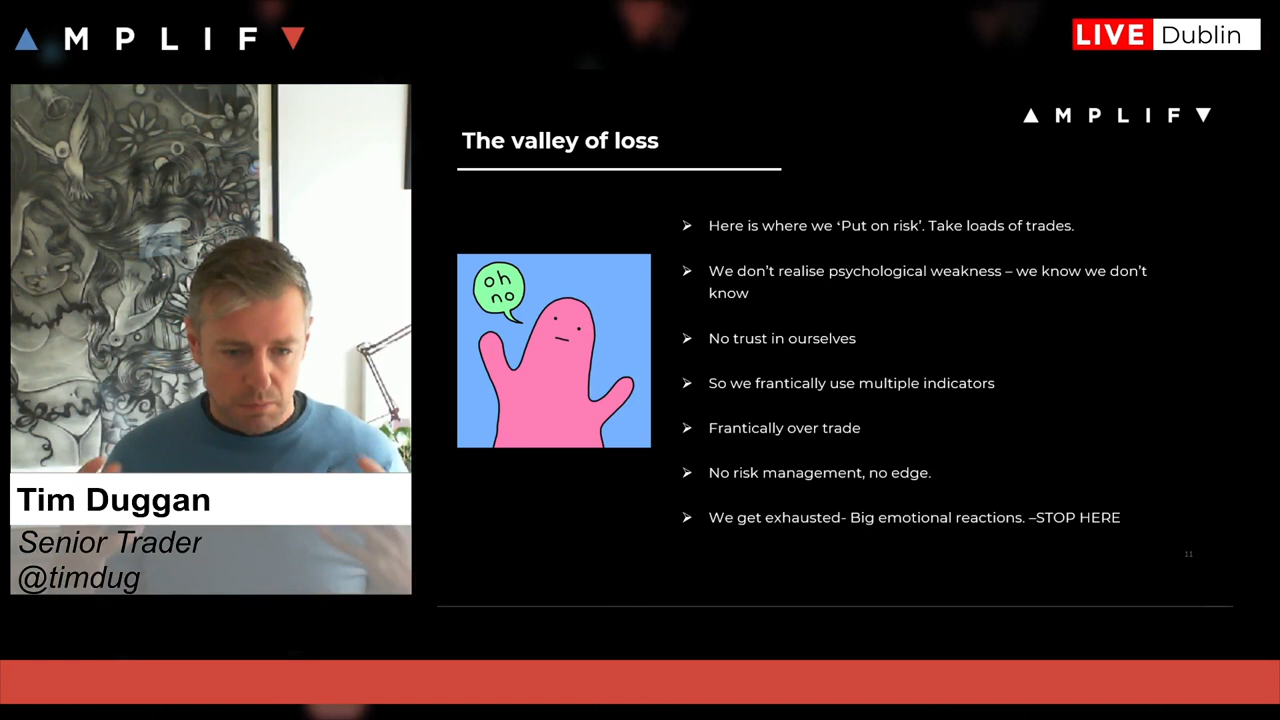 ▲ M P L I F ▼
LIVE Dublin
▲ M P L I F ▼
The valley of loss
oh
no
➢ Here is where we ‘Put on risk’. Take loads of trades.
➢ We don’t realise psychological weakness – we know we don’t
know
➢ No trust in ourselves
➢ So we frantically use multiple indicators
➢ Frantically over trade
➢ No risk management, no edge.
➢ We get exhausted- Big emotional reactions. –STOP HERE
11
Tim Duggan
Senior Trader
@timdug